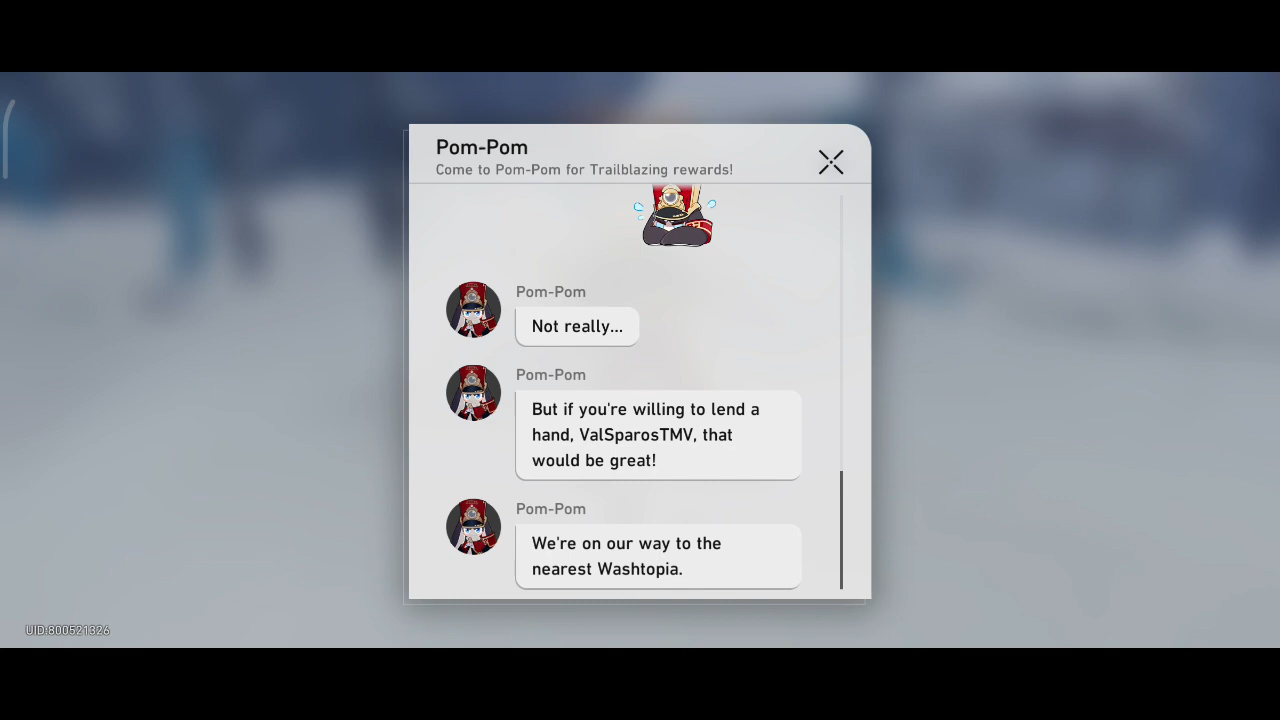 Pom-Pom
Come to Pom-Pom for Trailblazing rewards!
Pom-Pom
Not really...
Pom-Pom
But if you're willing to lend a
hand, ValSparosTMV, that
would be great!
Pom-Pom
We're on our way to the
nearest Washtopia.
UID:800521326